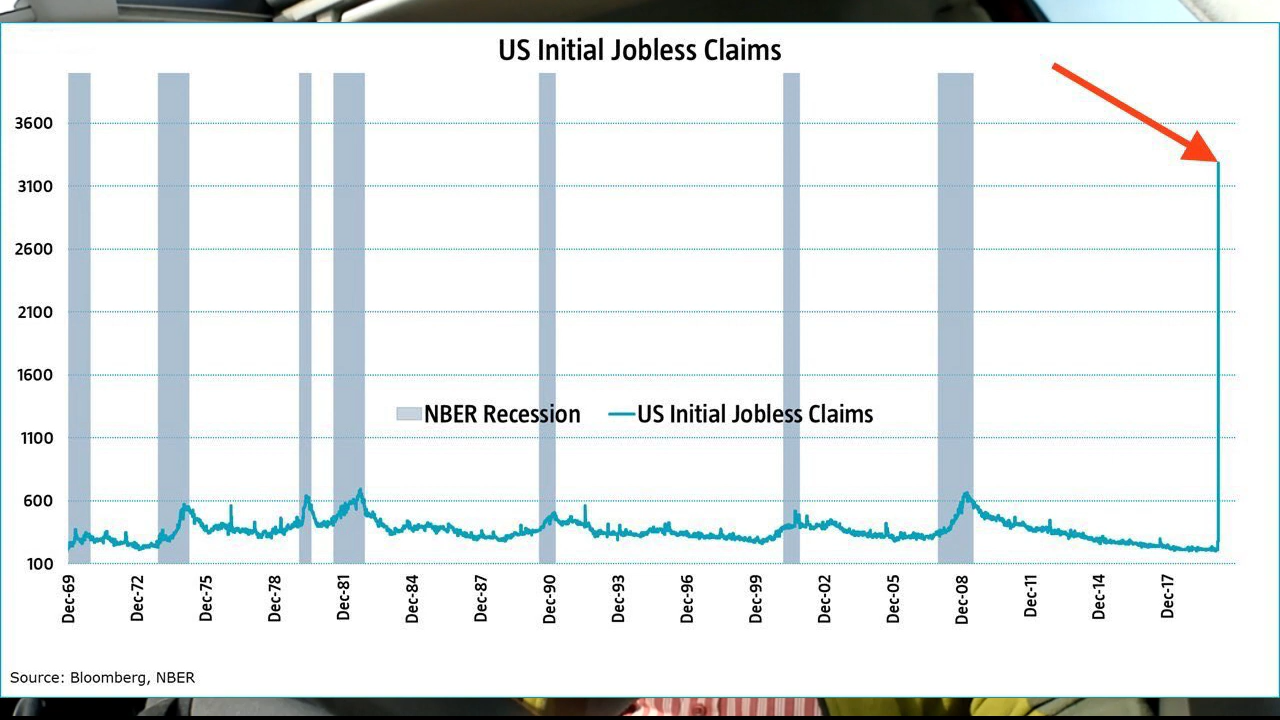 US Initial Jobless Claims
3600
3100
2600
2100
1600
1100
600
100
NBER Recession US Initial Jobless Claims
Dec-69 Dec-72 Dec-75 Dec-78 Dec-81 Dec-84 Dec-87 Dec-90 Dec-93 Dec-96 Dec-99 Dec-02 Dec-05 Dec-08 Dec-11 Dec-14 Dec-17
Source: Bloomberg, NBER